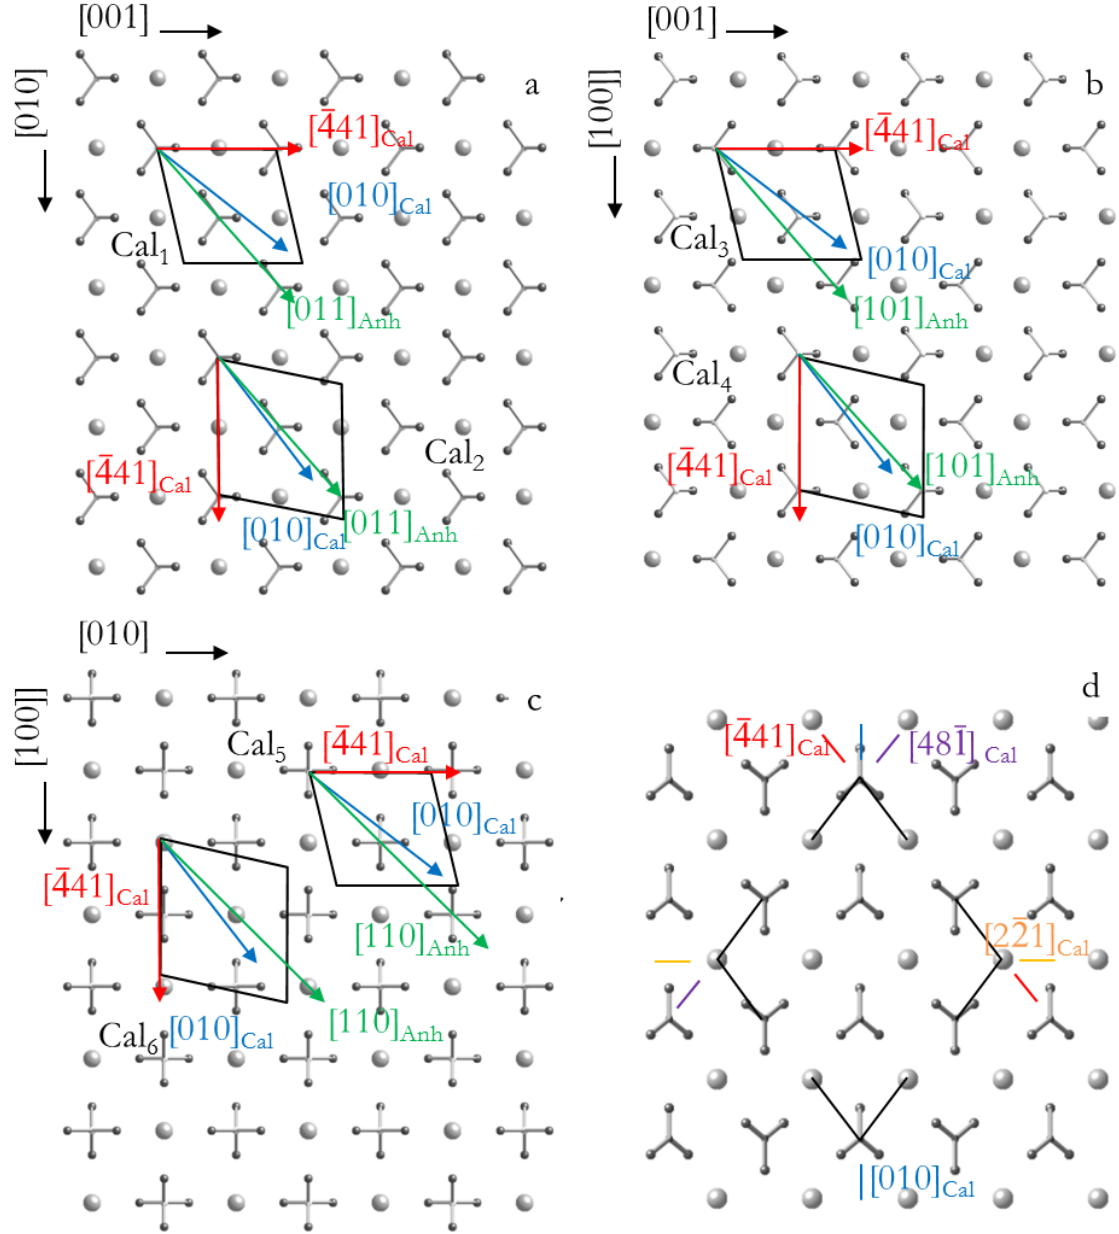 [001]
[010]
a
[4̄41]Cal
[010]Cal
Cal1
[011]Anh
[4̄41]Cal
Cal2
[010]Cal
[011]Anh
[001]
[100]]
b
[4̄41]Cal
Cal3
[010]Cal
[101]Anh
Cal4
[4̄41]Cal
[101]Anh
[010]Cal
[010]
[100]]
c
Cal5
[4̄41]Cal
[010]Cal
[4̄41]Cal
[110]Anh
Cal6
[010]Cal
[110]Anh
d
[4̄41]Cal
[481̄] Cal
[22̄1]Cal
[010]Cal